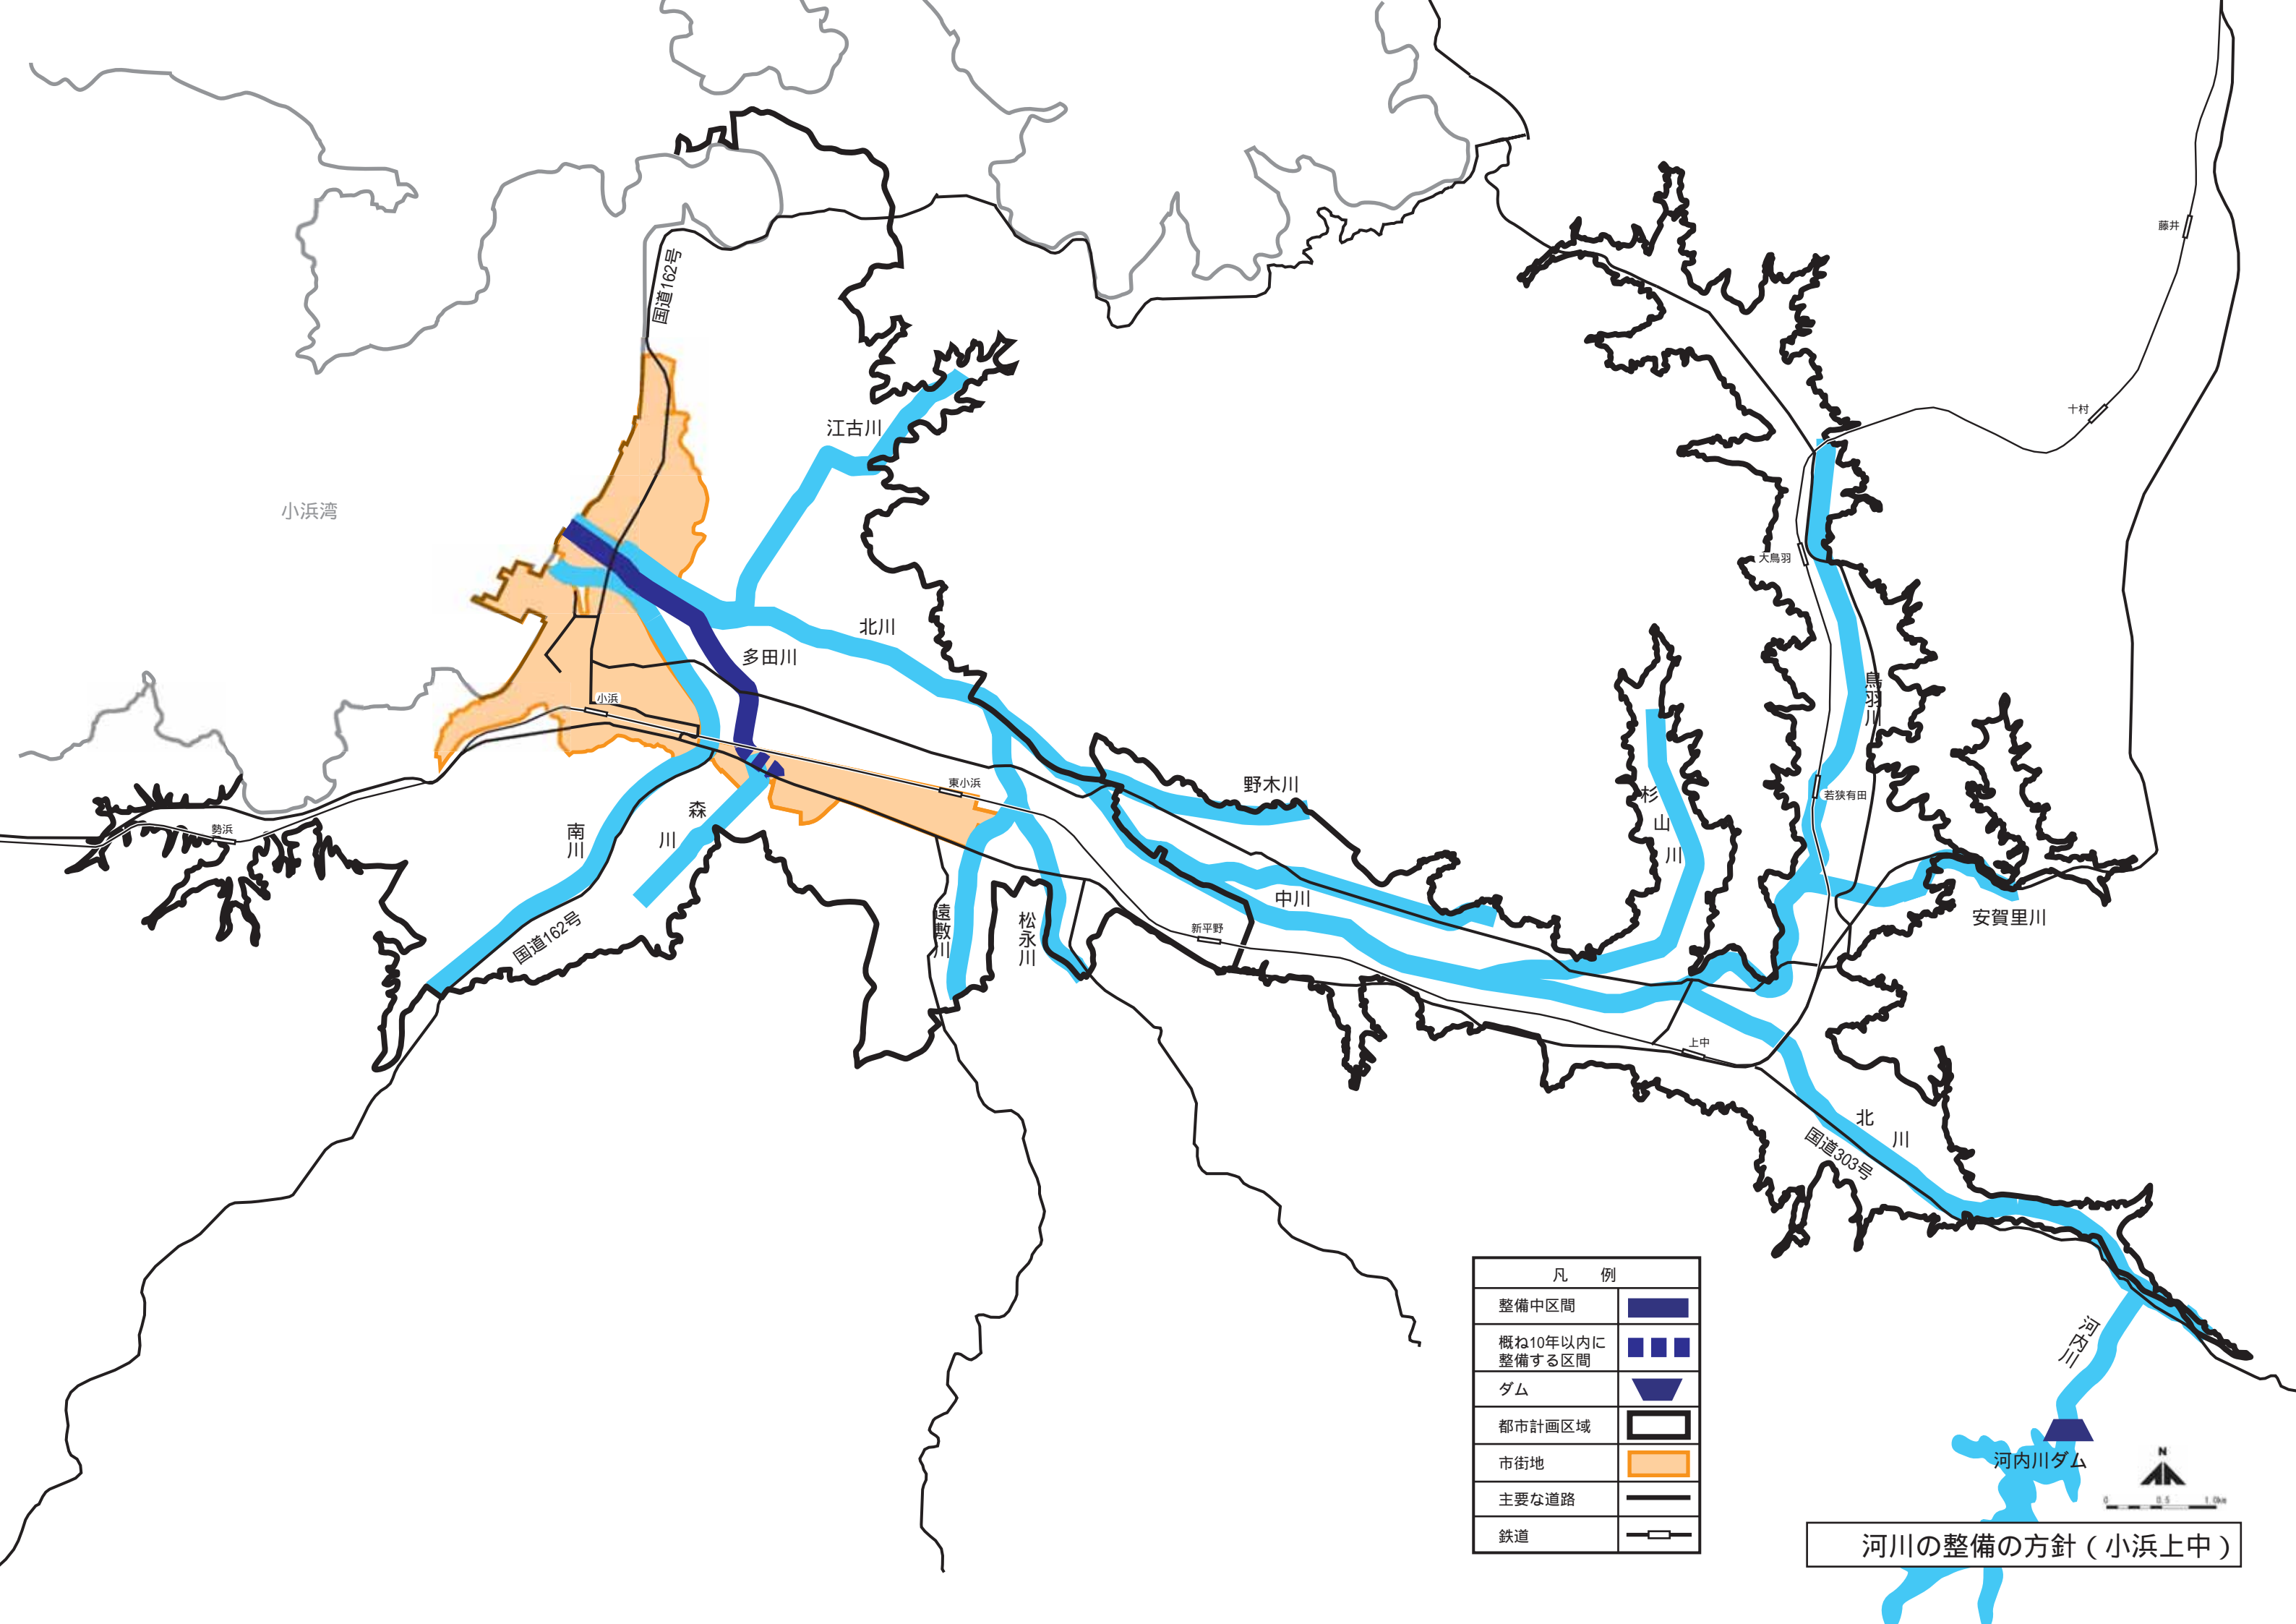 藤井
国道162号
十村
江古川
小浜湾
大鳥羽
北川
多田川
鳥羽川
小浜
東小浜
野木川
若狭有田
杉山川
森川
勢浜
南川
中川
遠敷川
松永川
安賀里川
新平野
国道162号
上中
北川
国道303号
凡 例
整備中区間
概ね10年以内に
整備する区間
ダム
都市計画区域
市街地
主要な道路
鉄道
河内川
河内川ダム
N
0 0.5 1.0km
河川の整備の方針(小浜上中)